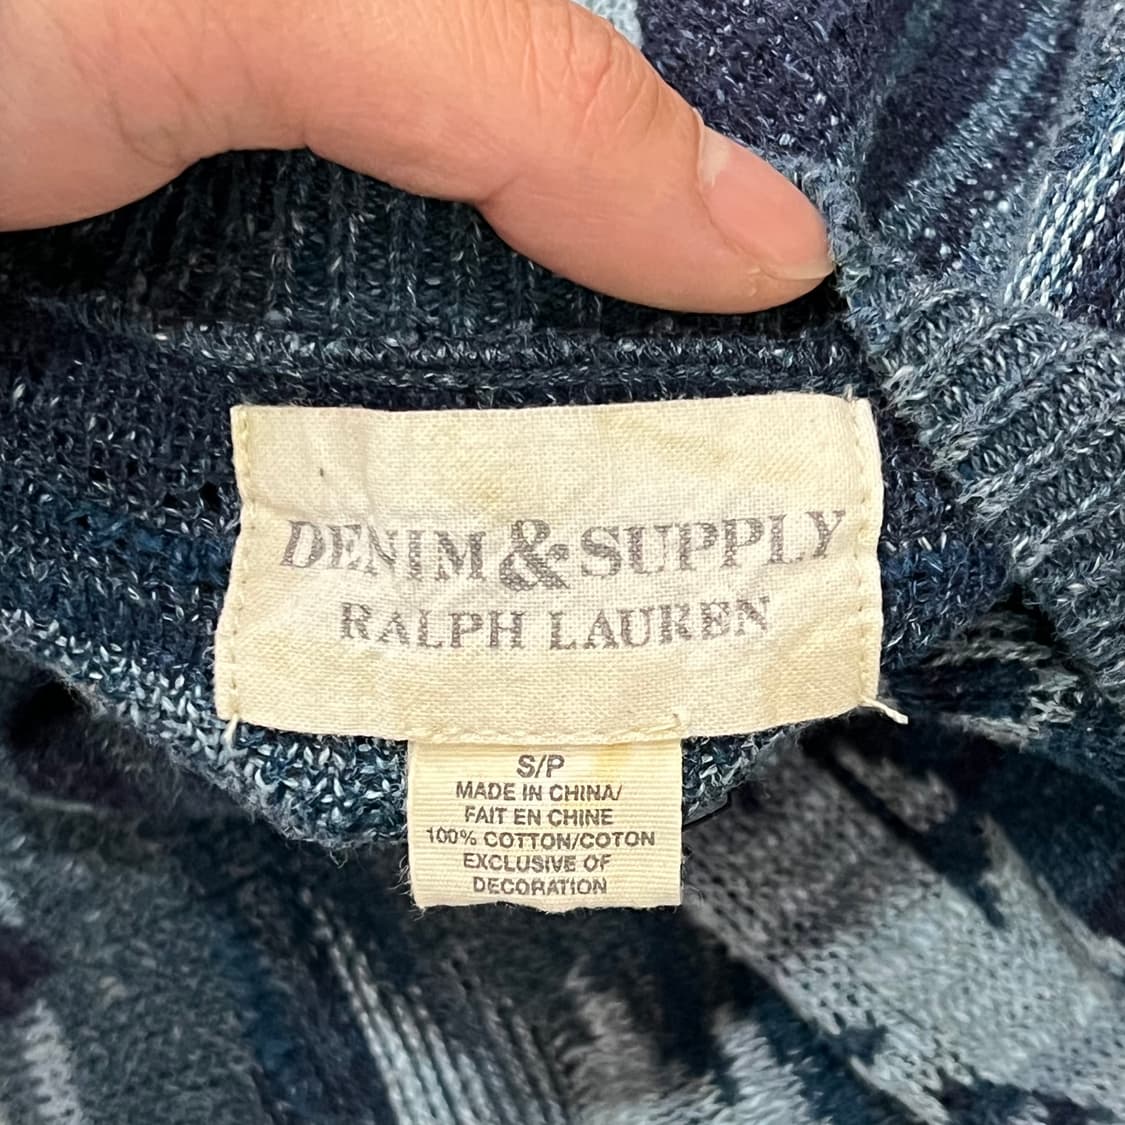 DENIM & SUPPLY
RALPH LAUREN
S/P
MADE IN CHINA/
FAIT EN CHINE
100% COTTON/COTON
EXCLUSIVE OF
DECORATION